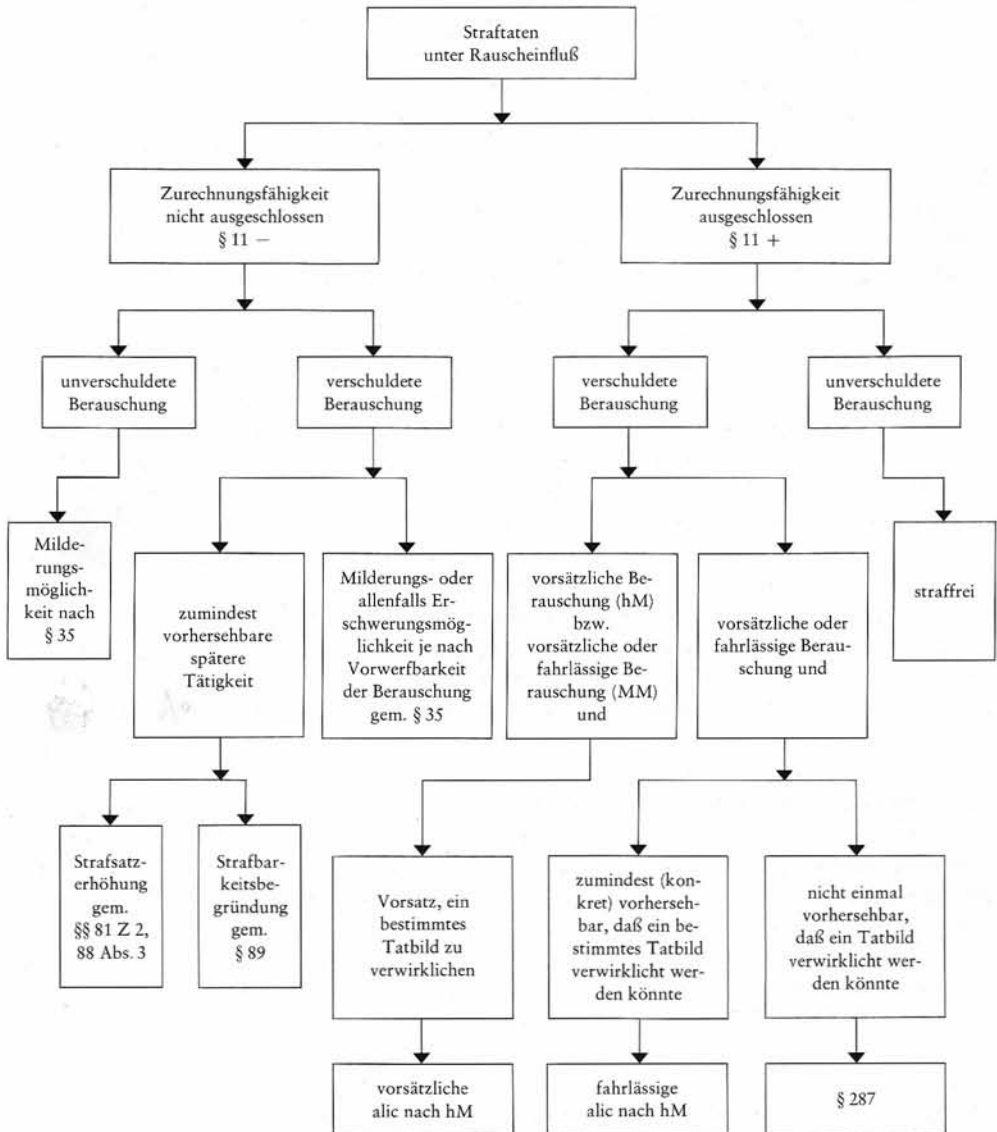 Straftaten
unter Rauscheinfluß
Zurechnungsfähigkeit
nicht ausgeschlossen
§ 11 −
Zurechnungsfähigkeit
ausgeschlossen
§ 11 +
unverschuldete
Berauschung
verschuldete
Berauschung
verschuldete
Berauschung
unverschuldete
Berauschung
Milde-
rungs-
möglich-
keit nach
§ 35
zumindest
vorhersehbare
spätere
Tätigkeit
Milderungs- oder
allenfalls Er-
schwerungsmög-
lichkeit je nach
Vorwerfbarkeit
der Berauschung
gem. § 35
vorsätzliche Be-
rauschung (hM)
bzw.
vorsätzliche oder
fahrlässige Be-
rauschung (MM)
und
vorsätzliche oder
fahrlässige Berau-
schung und
straffrei
Strafsatz-
erhöhung
gem.
§§ 81 Z 2,
88 Abs. 3
Strafbar-
keitsbe-
gründung
gem.
§ 89
Vorsatz, ein
bestimmtes
Tatbild zu
verwirklichen
zumindest (kon-
kret) vorherseh-
bar, daß ein be-
stimmtes Tatbild
verwirklicht wer-
den könnte
nicht einmal
vorhersehbar,
daß ein Tatbild
verwirklicht wer-
den könnte
vorsätzliche
alic nach hM
fahrlässige
alic nach hM
§ 287